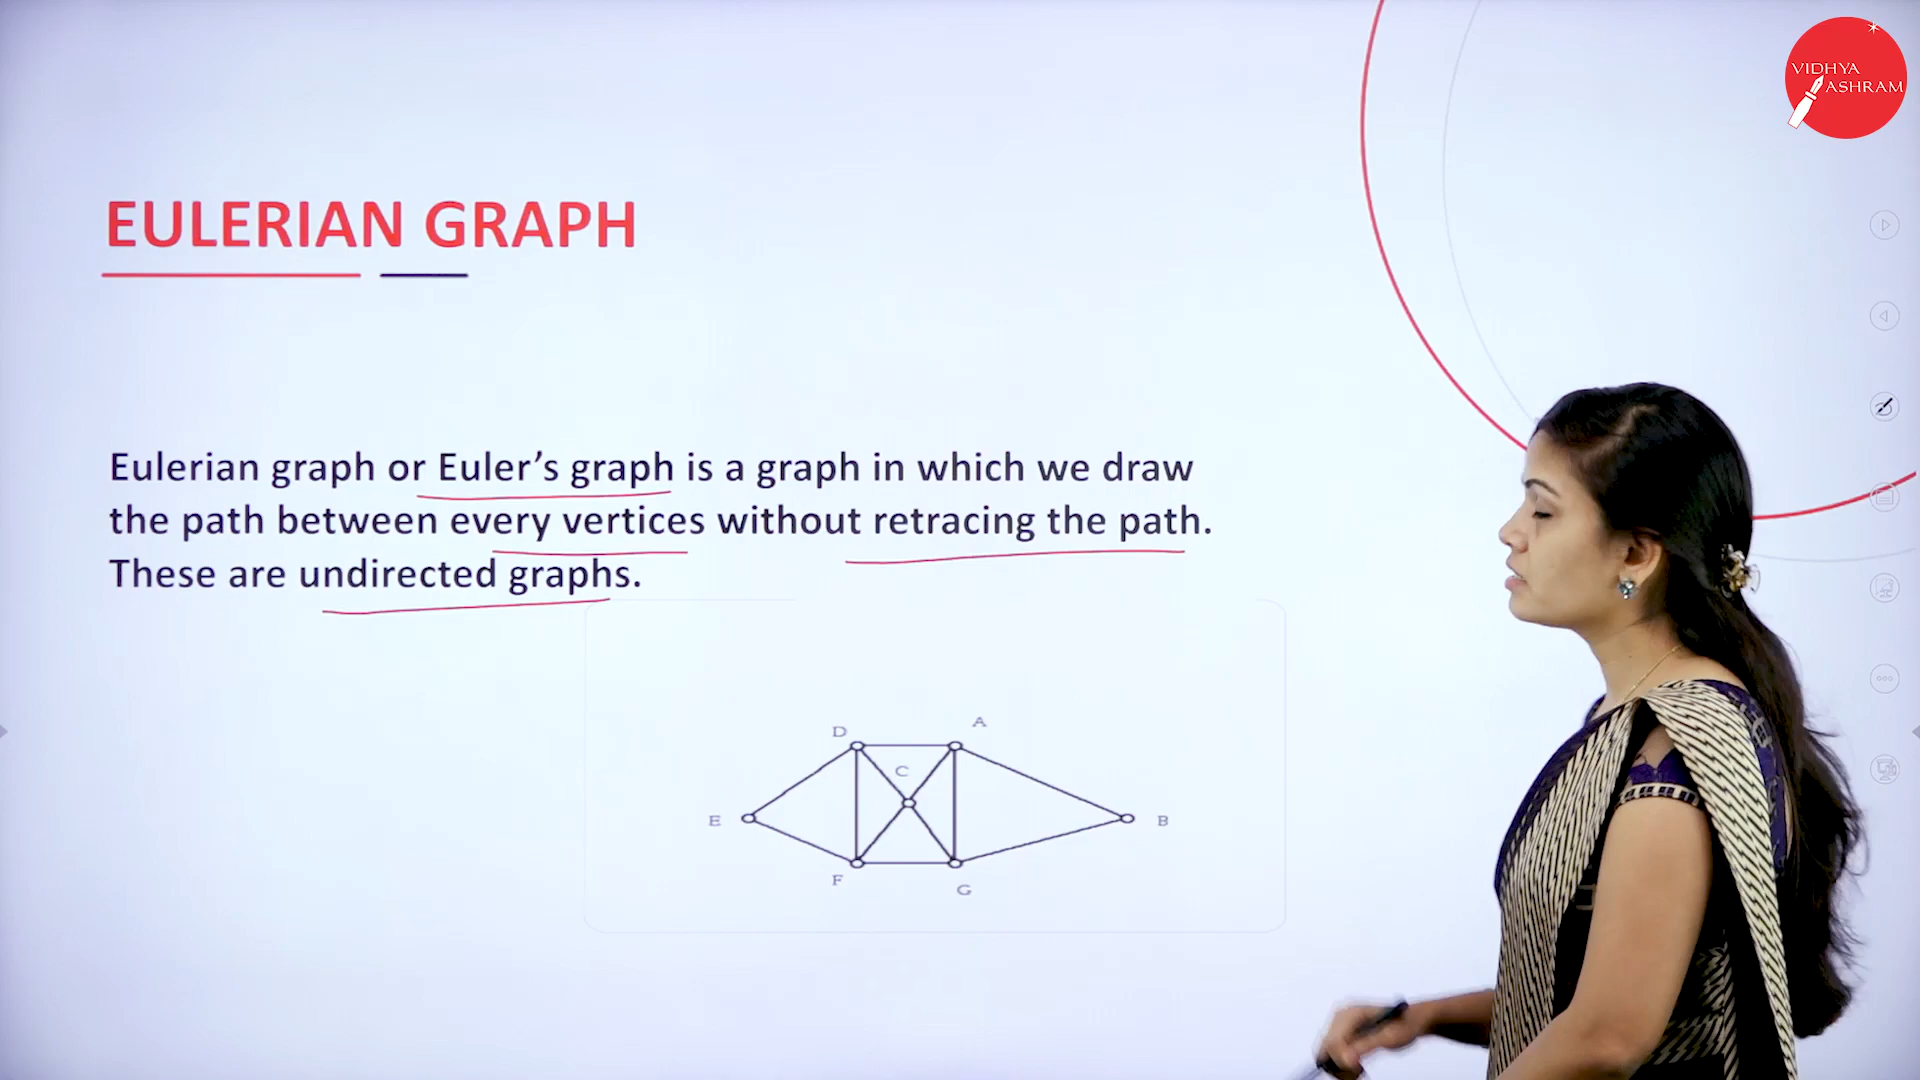 VIDHYA
ASHRAM
EULERIAN GRAPH
Eulerian graph or Euler’s graph is a graph in which we draw
the path between every vertices without retracing the path.
These are undirected graphs.
D
A
C
E
B
F
G